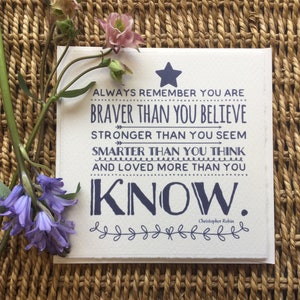 ALWAYS REMEMBER YOU ARE
BRAVER THAN YOU BELIEVE
STRONGER THAN YOU SEEM
SMARTER THAN YOU THINK
AND LOVED MORE THAN YOU
KNOW.
Christopher Robin